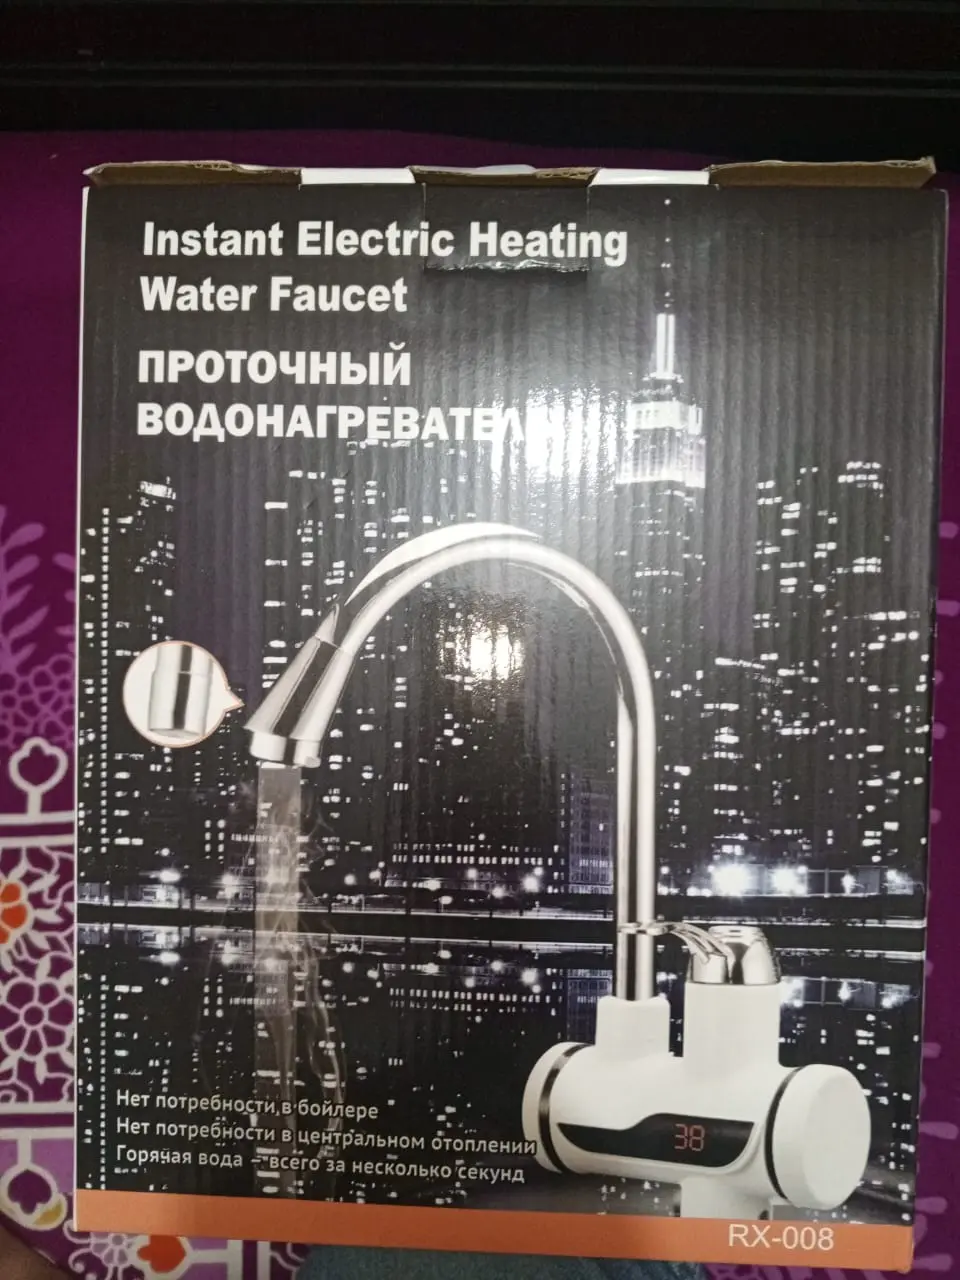 Instant Electric Heating
Water Faucet
ПРОТОЧНЫЙ
ВОДОНАГРЕВАТЕЛЬ
38
Нет потребности в бойлере
Нет потребности в центральном отоплении
Горячая вода – всего за несколько секунд
RX-008